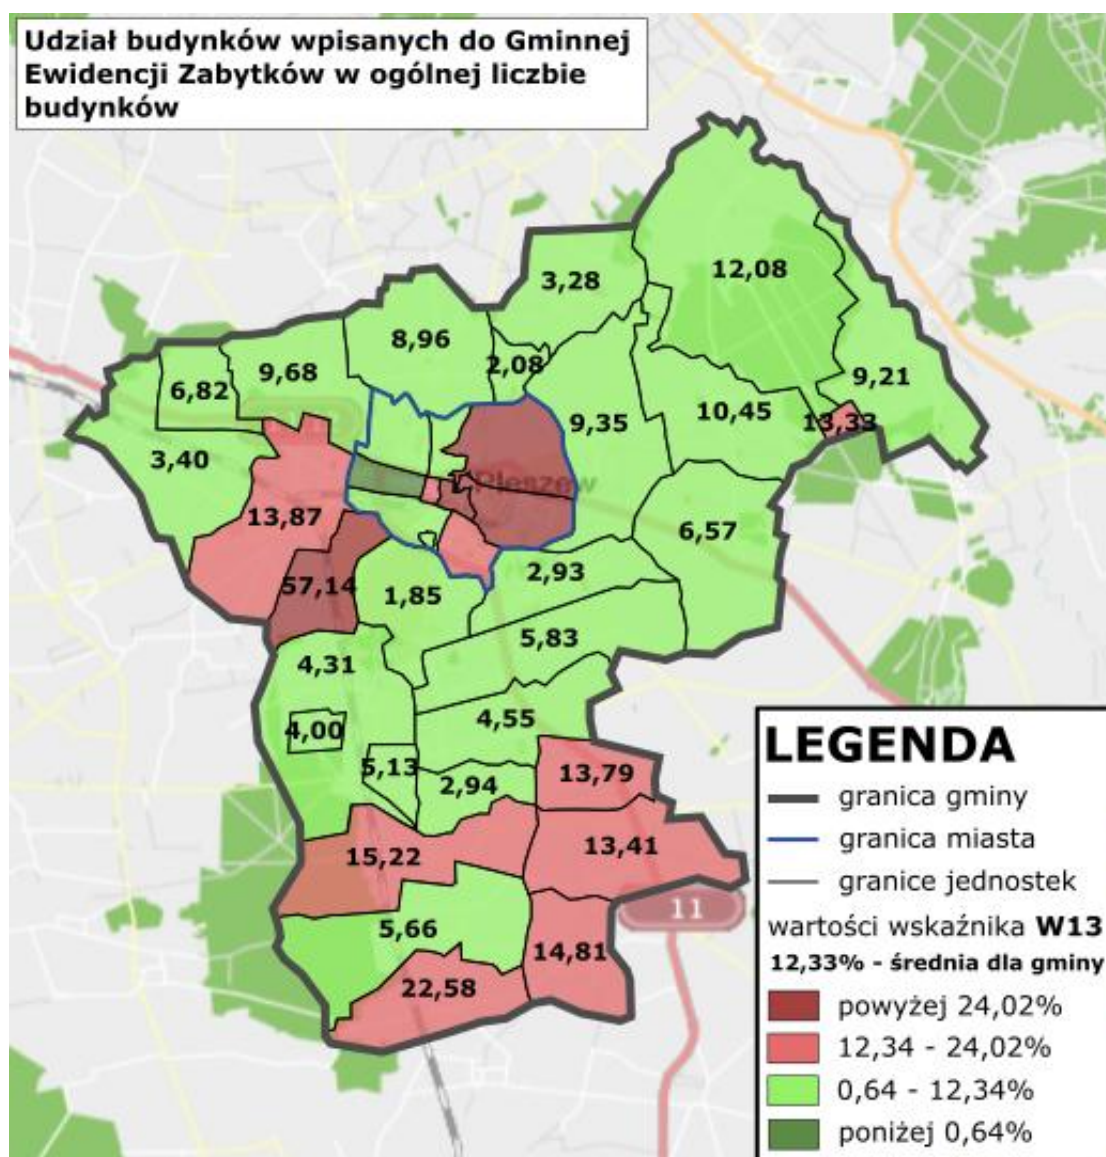 Udział budynków wpisanych do Gminnej
Ewidencji Zabytków w ogólnej liczbie
budynków
12,08
3,28
8,96
2,08
9,68
6,82
9,21
9,35
10,45
13,33
3,40
Pleszew
13,87
6,57
57,14
2,93
1,85
5,83
4,31
4,55
4,00
5,13
2,94
13,79
15,22
13,41
11
5,66
14,81
22,58
LEGENDA
granica gminy
granica miasta
granice jednostek
wartości wskaźnika W13
12,33% - średnia dla gminy
powyżej 24,02%
12,34 - 24,02%
0,64 - 12,34%
poniżej 0,64%